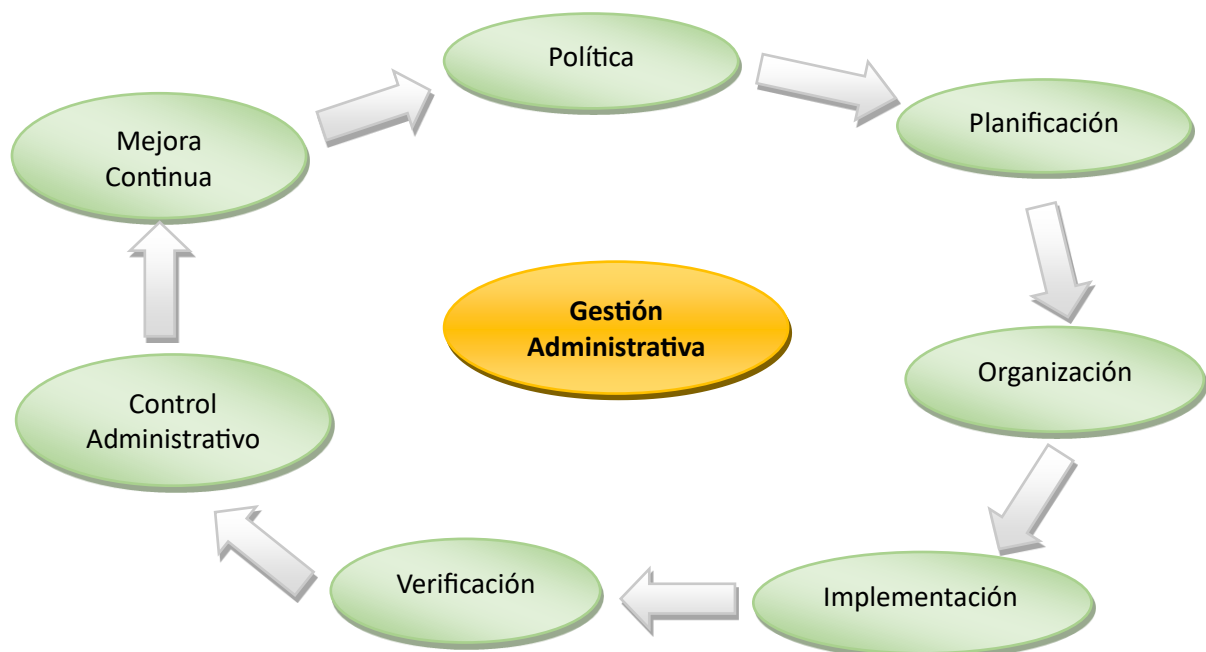 Política
Planificación
Mejora
Continua
Gestión
Administrativa
Organización
Control
Administrativo
Verificación
Implementación